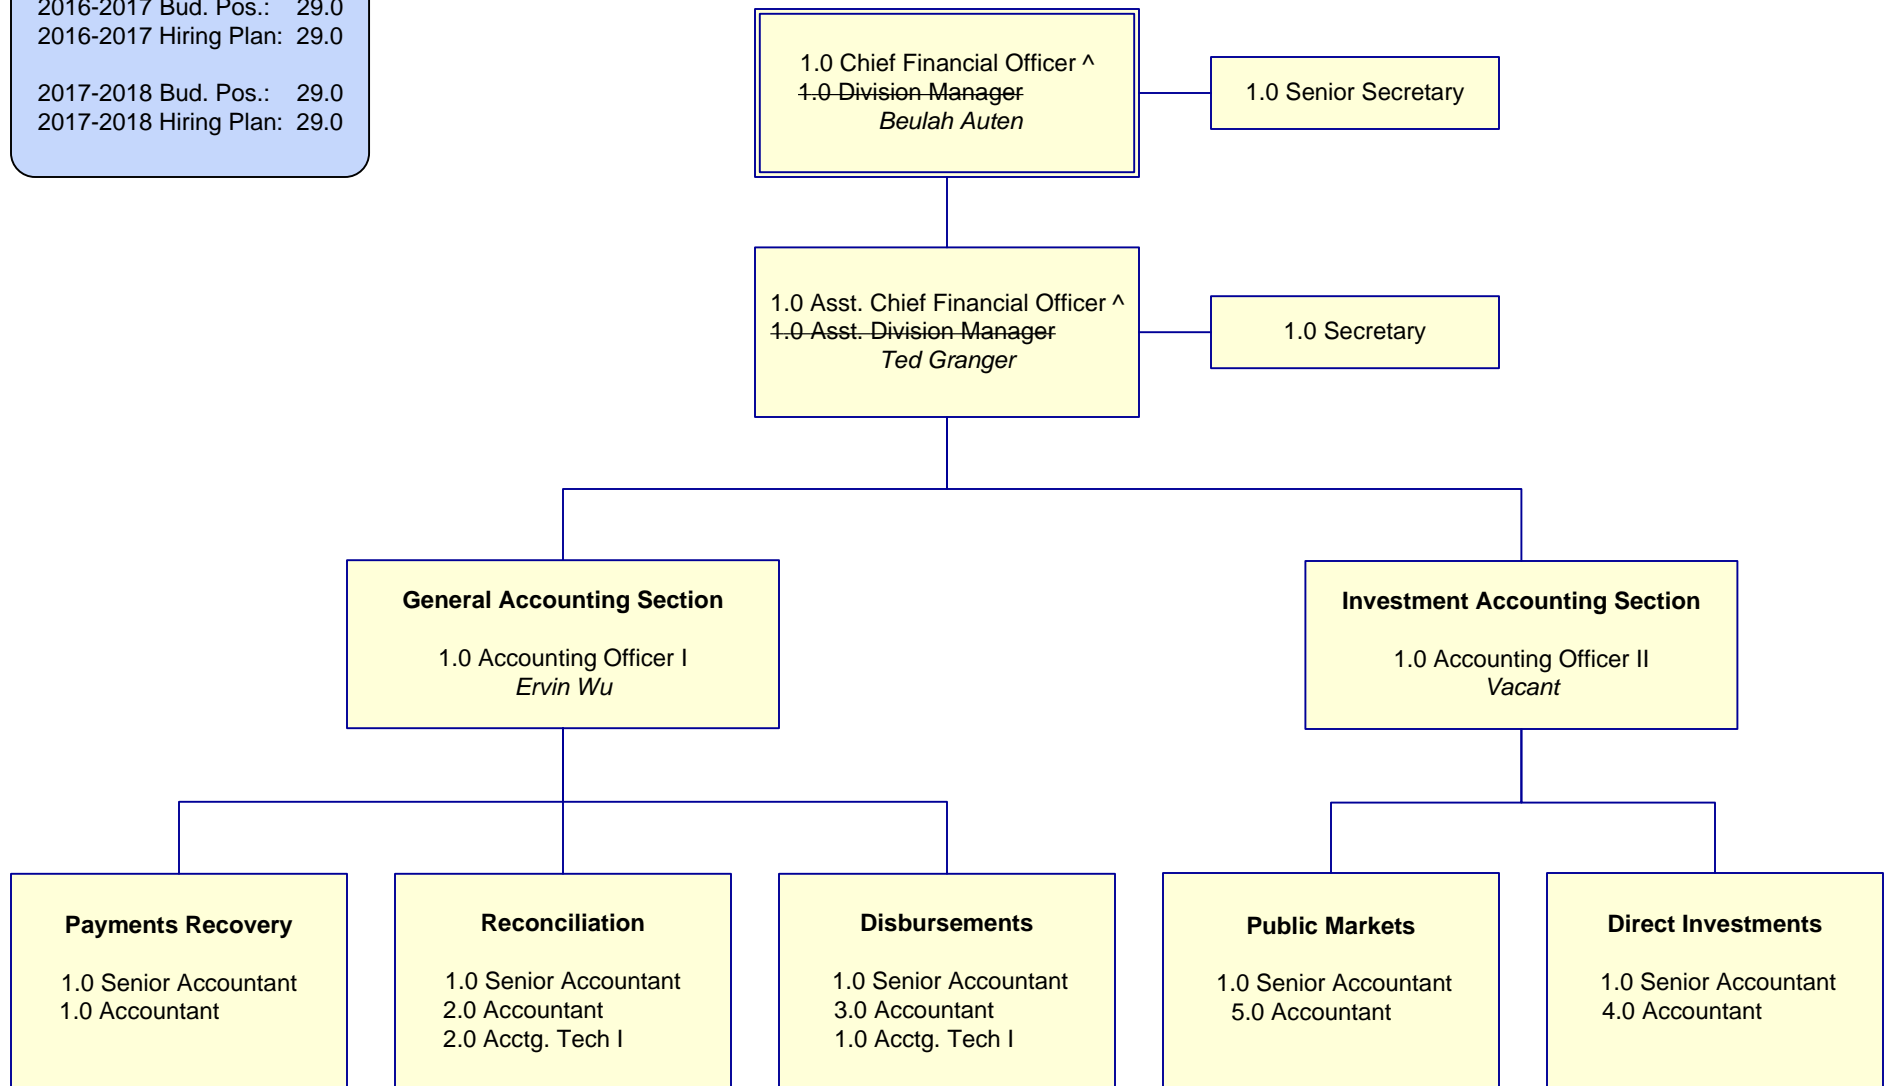 2016-2017 Bud. Pos.: 29.0
2016-2017 Hiring Plan: 29.0
2017-2018 Bud. Pos.: 29.0
2017-2018 Hiring Plan: 29.0
1.0 Chief Financial Officer ^
1.0 Division Manager
Beulah Auten
1.0 Senior Secretary
1.0 Asst. Chief Financial Officer ^
1.0 Asst. Division Manager
Ted Granger
1.0 Secretary
General Accounting Section
1.0 Accounting Officer I
Ervin Wu
Investment Accounting Section
1.0 Accounting Officer II
Vacant
Payments Recovery
1.0 Senior Accountant
1.0 Accountant
Reconciliation
1.0 Senior Accountant
2.0 Accountant
2.0 Acctg. Tech I
Disbursements
1.0 Senior Accountant
3.0 Accountant
1.0 Acctg. Tech I
Public Markets
1.0 Senior Accountant
5.0 Accountant
Direct Investments
1.0 Senior Accountant
4.0 Accountant